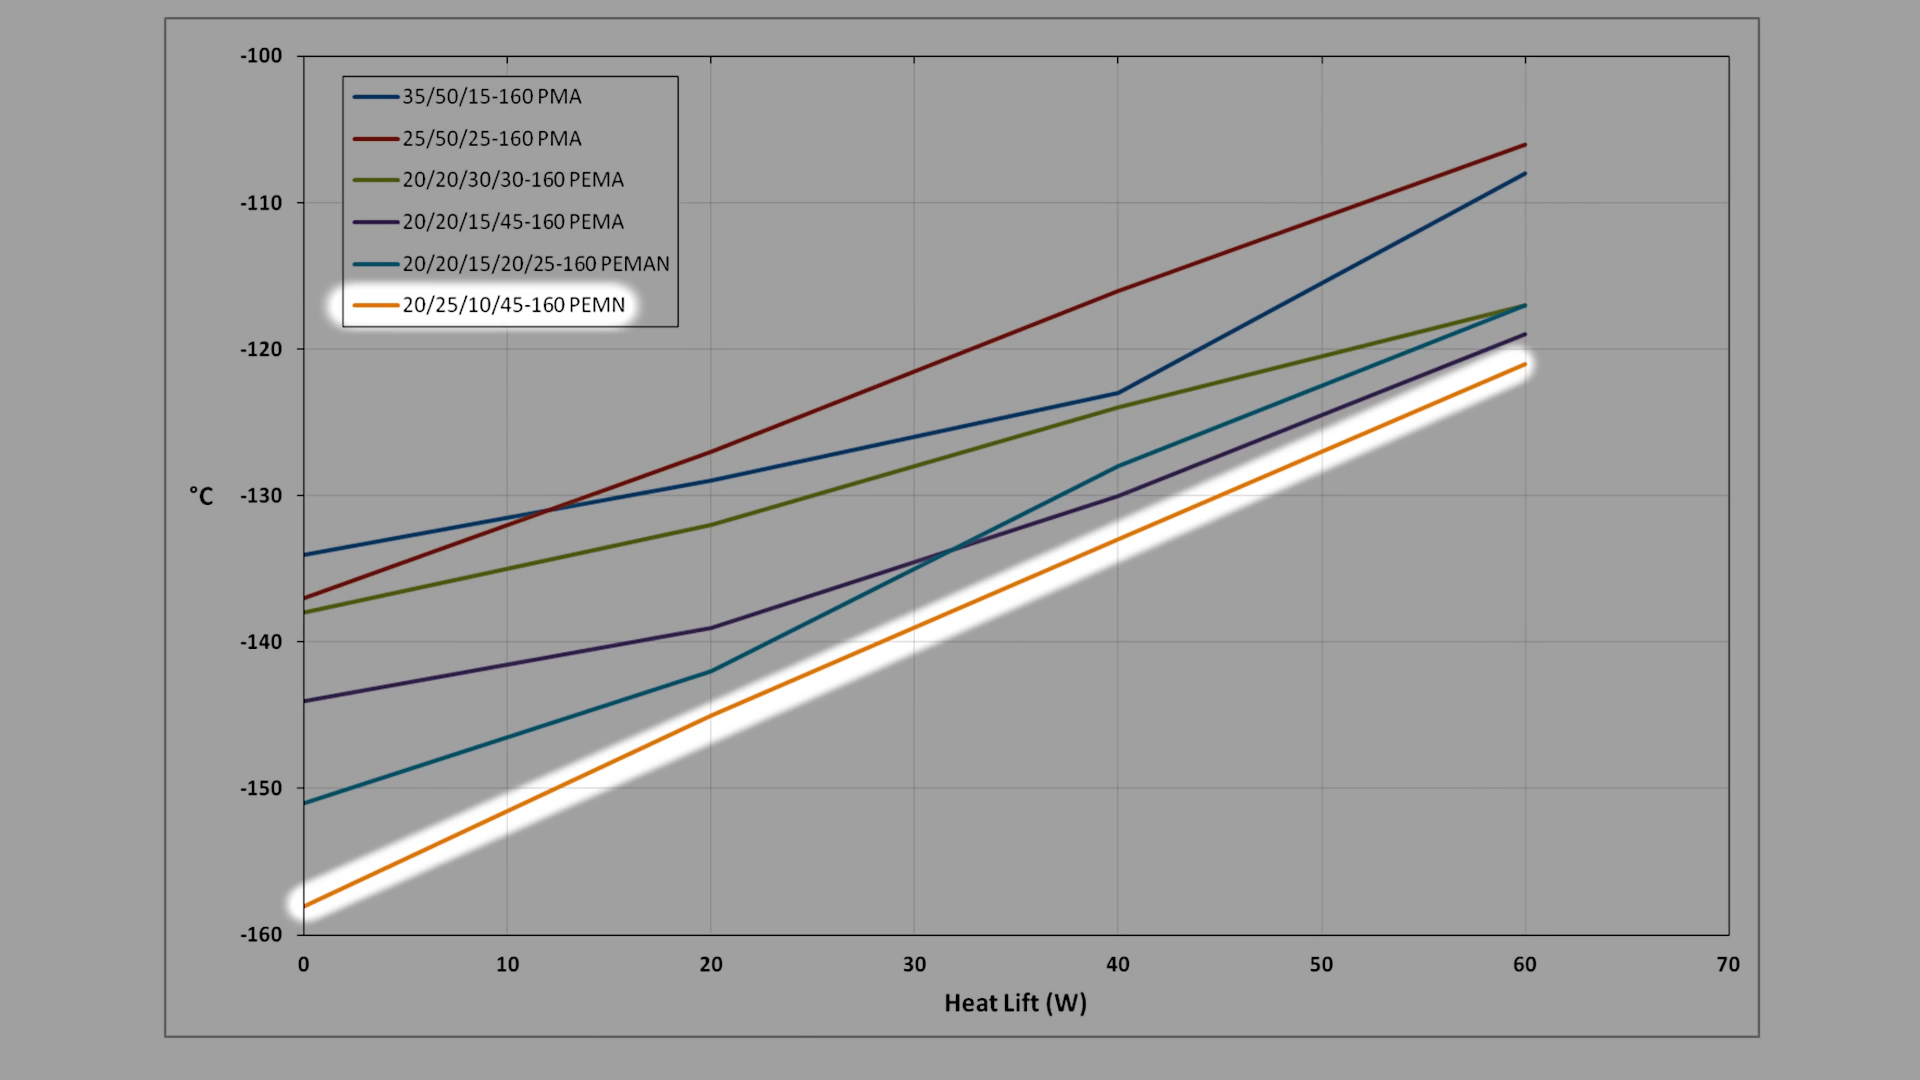 -100
35/50/15-160 PMA
25/50/25-160 PMA
20/20/30/30-160 PEMA
-110
20/20/15/45-160 PEMA
20/20/15/20/25-160 PEMAN
20/25/10/45-160 PEMN
-120
°C
-130
-140
-150
-160
0 10 20 30 40 50 60 70
Heat Lift (W)